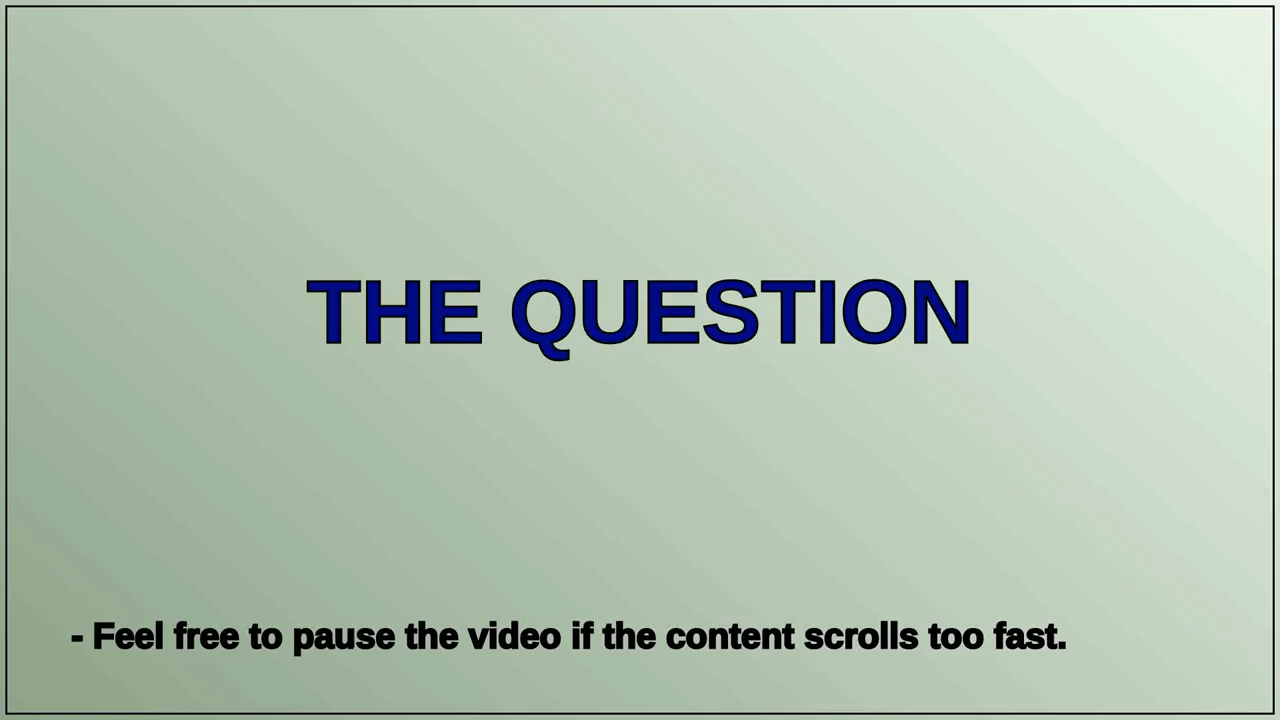 THE QUESTION
- Feel free to pause the video if the content scrolls too fast.